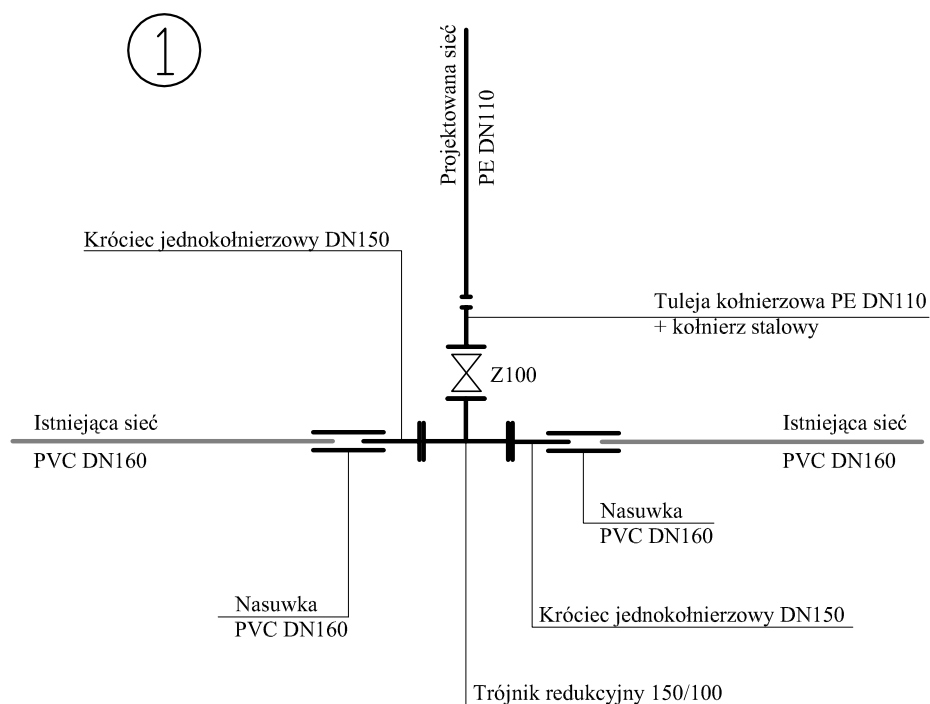 1
Projektowana sieć
PE DN110
Króciec jednokołnierzowy DN150
Tuleja kołnierzowa PE DN110
+ kołnierz stalowy
Z100
Istniejąca sieć
PVC DN160
Istniejąca sieć
PVC DN160
Nasuwka
PVC DN160
Nasuwka
PVC DN160
Króciec jednokołnierzowy DN150
Trójnik redukcyjny 150/100